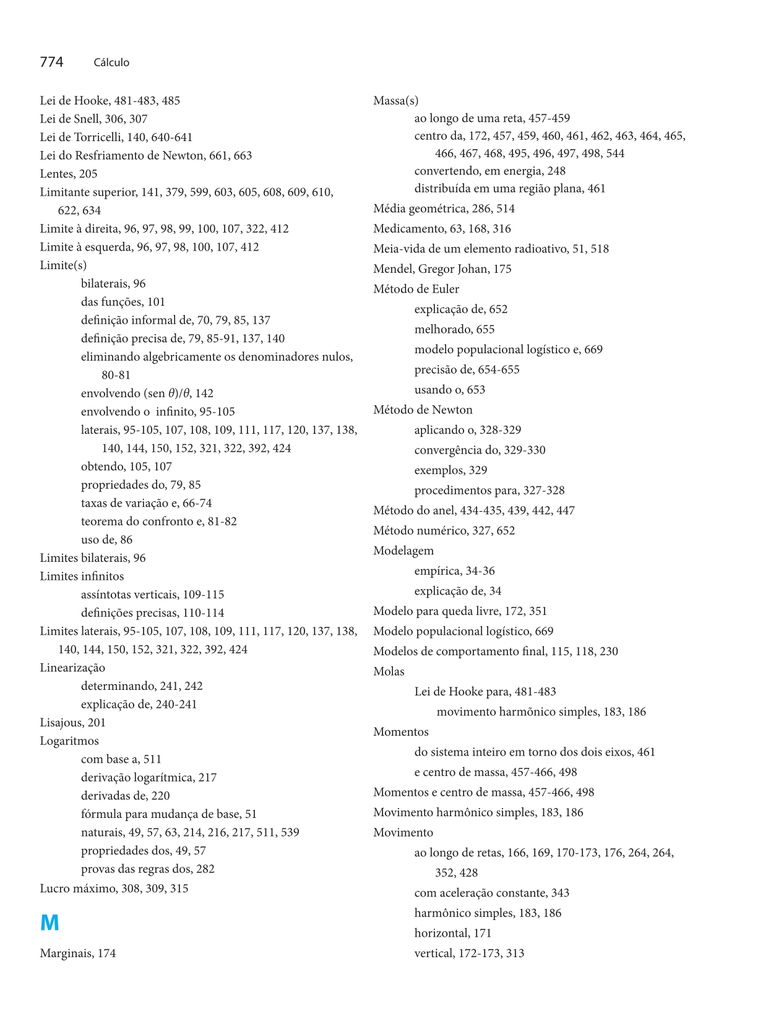 774 Cálculo
Lei de Hooke, 481-483, 485
Lei de Snell, 306, 307
Lei de Torricelli, 140, 640-641
Lei do Resfriamento de Newton, 661, 663
Lentes, 205
Limitante superior, 141, 379, 599, 603, 605, 608, 609, 610,
622, 634
Limite à direita, 96, 97, 98, 99, 100, 107, 322, 412
Limite à esquerda, 96, 97, 98, 100, 107, 412
Limite(s)
bilaterais, 96
das funções, 101
definição informal de, 70, 79, 85, 137
definição precisa de, 79, 85-91, 137, 140
eliminando algebricamente os denominadores nulos,
80-81
envolvendo (sen θ)/θ, 142
envolvendo o infinito, 95-105
laterais, 95-105, 107, 108, 109, 111, 117, 120, 137, 138,
140, 144, 150, 152, 321, 322, 392, 424
obtendo, 105, 107
propriedades do, 79, 85
taxas de variação e, 66-74
teorema do confronto e, 81-82
uso de, 86
Limites bilaterais, 96
Limites infinitos
assíntotas verticais, 109-115
definições precisas, 110-114
Limites laterais, 95-105, 107, 108, 109, 111, 117, 120, 137, 138,
140, 144, 150, 152, 321, 322, 392, 424
Linearização
determinando, 241, 242
explicação de, 240-241
Lisajous, 201
Logaritmos
com base a, 511
derivação logarítmica, 217
derivadas de, 220
fórmula para mudança de base, 51
naturais, 49, 57, 63, 214, 216, 217, 511, 539
propriedades dos, 49, 57
provas das regras dos, 282
Lucro máximo, 308, 309, 315
M
Marginais, 174
Massa(s)
ao longo de uma reta, 457-459
centro da, 172, 457, 459, 460, 461, 462, 463, 464, 465,
466, 467, 468, 495, 496, 497, 498, 544
convertendo, em energia, 248
distribuída em uma região plana, 461
Média geométrica, 286, 514
Medicamento, 63, 168, 316
Meia-vida de um elemento radioativo, 51, 518
Mendel, Gregor Johan, 175
Método de Euler
explicação de, 652
melhorado, 655
modelo populacional logístico e, 669
precisão de, 654-655
usando o, 653
Método de Newton
aplicando o, 328-329
convergência do, 329-330
exemplos, 329
procedimentos para, 327-328
Método do anel, 434-435, 439, 442, 447
Método numérico, 327, 652
Modelagem
empírica, 34-36
explicação de, 34
Modelo para queda livre, 172, 351
Modelo populacional logístico, 669
Modelos de comportamento final, 115, 118, 230
Molas
Lei de Hooke para, 481-483
movimento harmônico simples, 183, 186
Momentos
do sistema inteiro em torno dos dois eixos, 461
e centro de massa, 457-466, 498
Momentos e centro de massa, 457-466, 498
Movimento harmônico simples, 183, 186
Movimento
ao longo de retas, 166, 169, 170-173, 176, 264, 264,
352, 428
com aceleração constante, 343
harmônico simples, 183, 186
horizontal, 171
vertical, 172-173, 313